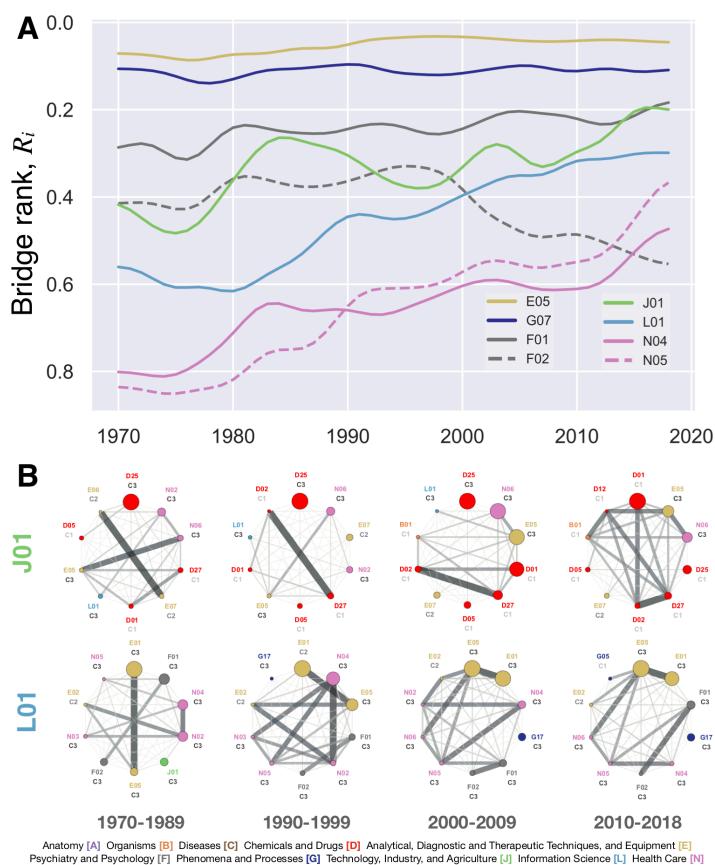 A
Bridge rank, Rᵢ
0.0
0.2
0.4
0.6
0.8
E05
G07
F01
F02
J01
L01
N04
N05
1970
1980
1990
2000
2010
2020
B
J01
D25
C3
E06
C2
N02
C3
D05
C1
N06
C3
E05
C3
D27
C1
L01
C3
E07
C2
D01
C1
D25
C3
D02
C1
N06
C3
L01
C3
E07
C2
D01
C1
N02
C3
E05
C3
D27
C1
D05
C1
D25
C3
L01
C3
N06
C3
B01
C1
E05
C3
D02
C1
D01
C1
E07
C2
D27
C1
D05
C1
D01
C1
D12
C1
E05
C3
B01
C1
N06
C3
D05
C1
D25
C3
E07
C2
D27
C1
D02
C1
L01
E01
C3
N05
C3
F01
C3
E02
C2
N04
C3
N03
C3
N02
C3
F02
C3
J01
C3
E05
C3
E01
C2
G17
C3
N04
C3
E02
C2
E05
C3
N03
C3
F01
C3
N05
C3
N02
C3
F02
C3
E05
C3
E02
C2
E01
C3
N02
C3
N04
C3
N06
C3
G17
C3
N05
C3
F01
C3
F02
C3
E05
C3
G05
C1
E01
C3
E02
C2
F01
C3
N06
C3
G17
C3
N05
C3
N04
C3
F02
C3
1970-1989
1990-1999
2000-2009
2010-2018
Anatomy [A] Organisms [B] Diseases [C] Chemicals and Drugs [D] Analytical, Diagnostic and Therapeutic Techniques, and Equipment [E]
Psychiatry and Psychology [F] Phenomena and Processes [G] Technology, Industry, and Agriculture [J] Information Science [L] Health Care [N]